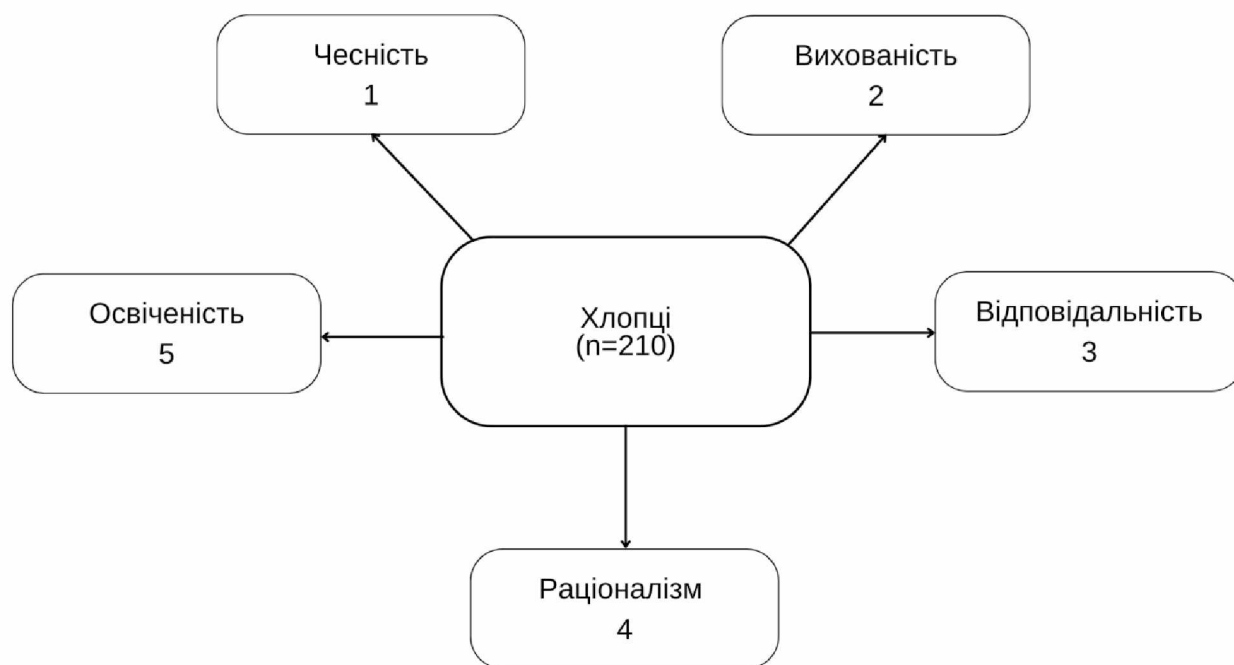 Чесність
1
Вихованість
2
Хлопці
(n=210)
Освіченість
5
Відповідальність
3
Раціоналізм
4